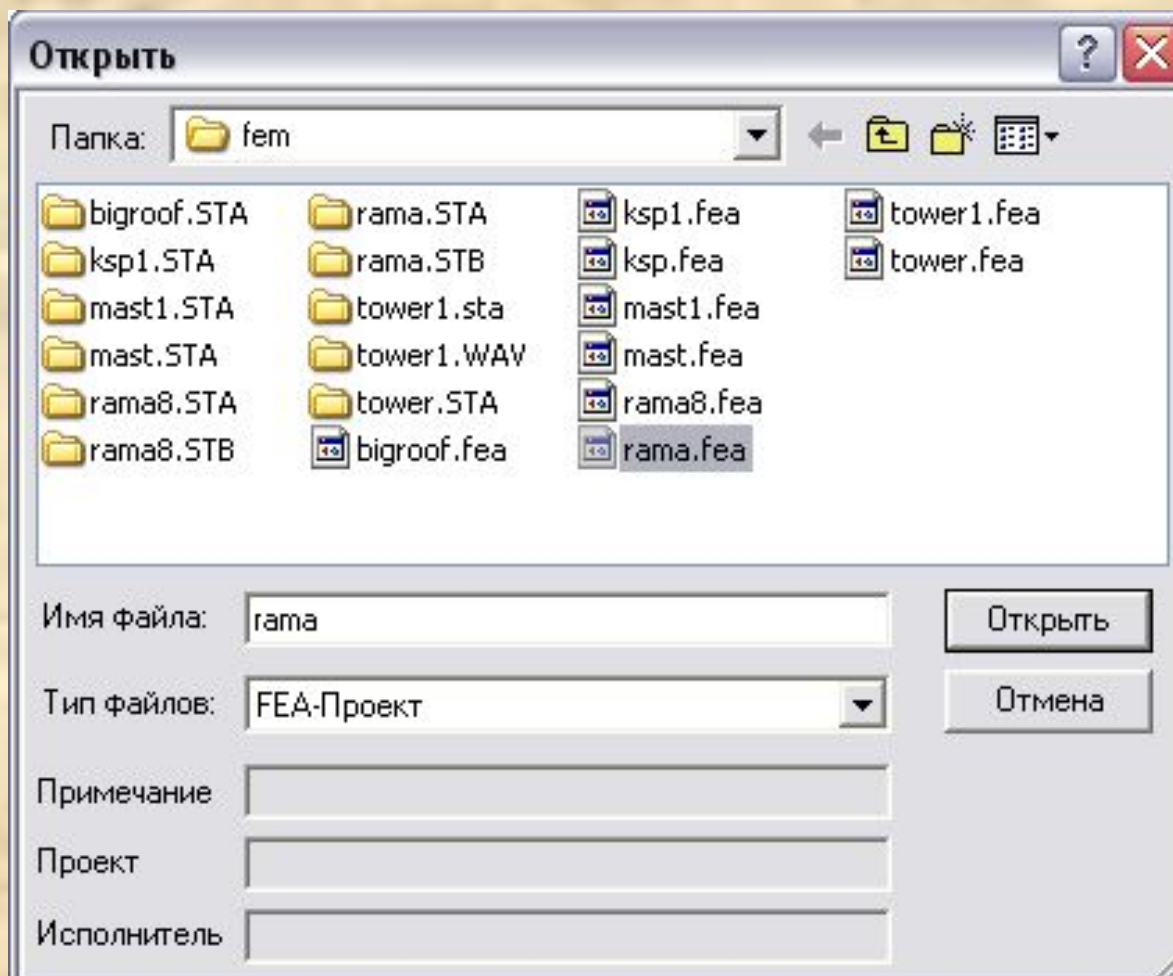 Открыть
Папка: fem
bigroof.STA rama.STA ksp1.fea tower1.fea
ksp1.STA rama.STB ksp.fea tower.fea
mast1.STA tower1.sta mast1.fea
mast.STA tower1.WAV mast.fea
rama8.STA tower.STA rama8.fea
rama8.STB bigroof.fea rama.fea
Имя файла: rama Открыть
Тип файлов: FEA-Проект Отмена
Примечание
Проект
Исполнитель